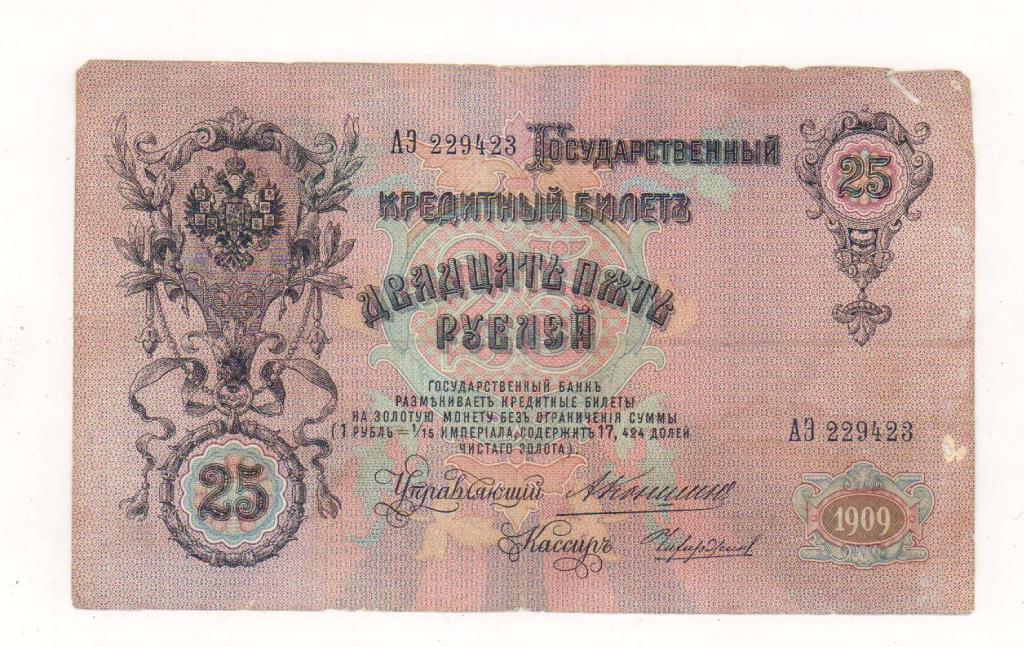 АЭ 229423 Государственный
25
Кредитный Билетъ
25
Двадцать пять
рублей
ГОСУДАРСТВЕННЫЙ БАНКЪ
РАЗМѢНИВАЕТЪ КРЕДИТНЫЕ БИЛЕТЫ
НА ЗОЛОТУЮ МОНЕТУ БЕЗЪ ОГРАНИЧЕНІЯ СУММЫ
(1 РУБЛЬ = 1/15 ИМПЕРІАЛА, СОДЕРЖИТЪ 17, 424 ДОЛЕЙ
ЧИСТАГО ЗОЛОТА).
АЭ 229423
25
Управляющій АКоншинъ
1909
Кассиръ